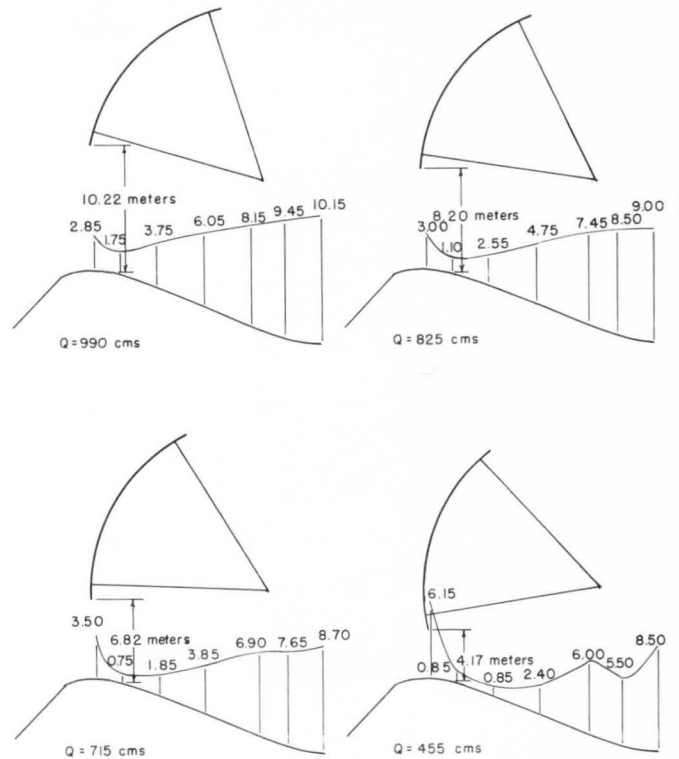 10.22 meters
2.85 1.75 3.75 6.05 8.15 9.45 10.15
Q=990 cms
8.20 meters
3.00 1.10 2.55 4.75 7.45 8.50 9.00
Q=825 cms
6.82 meters
3.50 0.75 1.85 3.85 6.90 7.65 8.70
Q=715 cms
4.17 meters
6.15 0.85 0.85 2.40 6.00 5.50 8.50
Q=455 cms